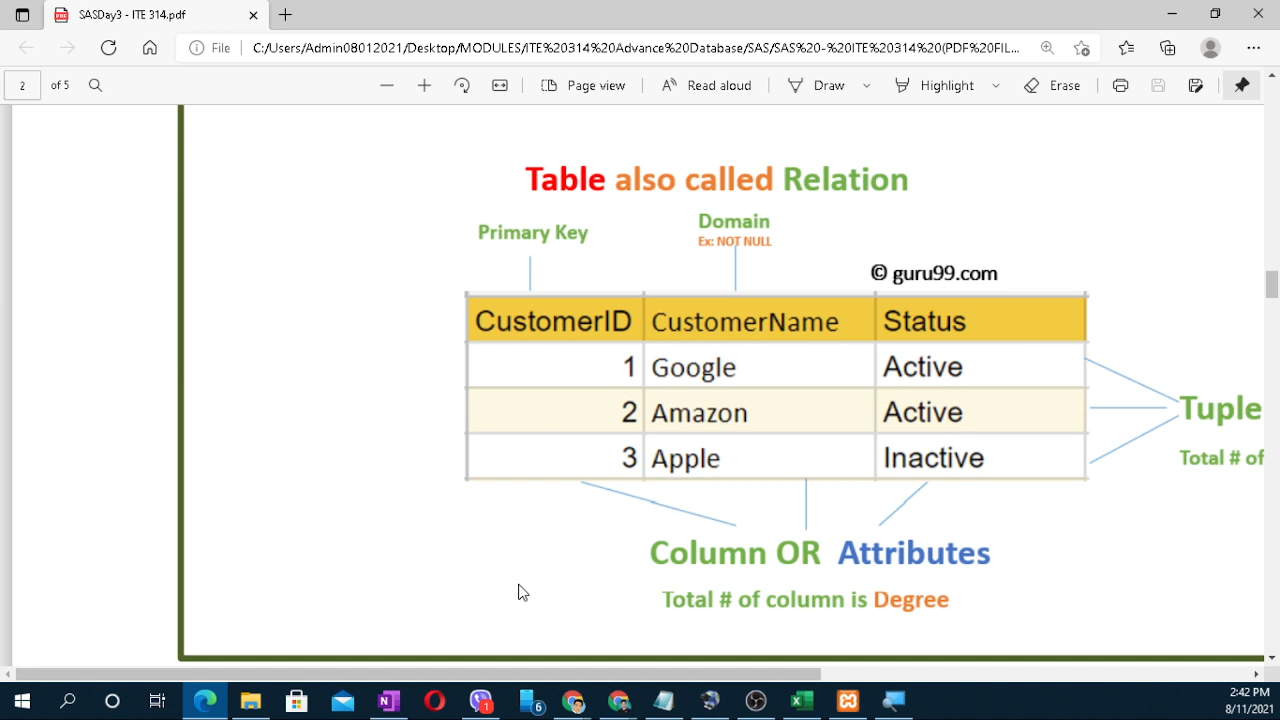 SASDay3 - ITE 314.pdf
File C:/Users/Admin08012021/Desktop/MODULES/ITE%20314%20Advance%20Database/SAS/SAS%20-%20ITE%20314%20(PDF%20FIL...
2 of 5 Page view Read aloud Draw Highlight Erase
Table also called Relation
Primary Key
Domain
Ex: NOT NULL
© guru99.com
CustomerID CustomerName Status
1 Google Active
2 Amazon Active
3 Apple Inactive
Tuple
Total # of
Column OR Attributes
Total # of column is Degree
1
6
2:42 PM
8/11/2021